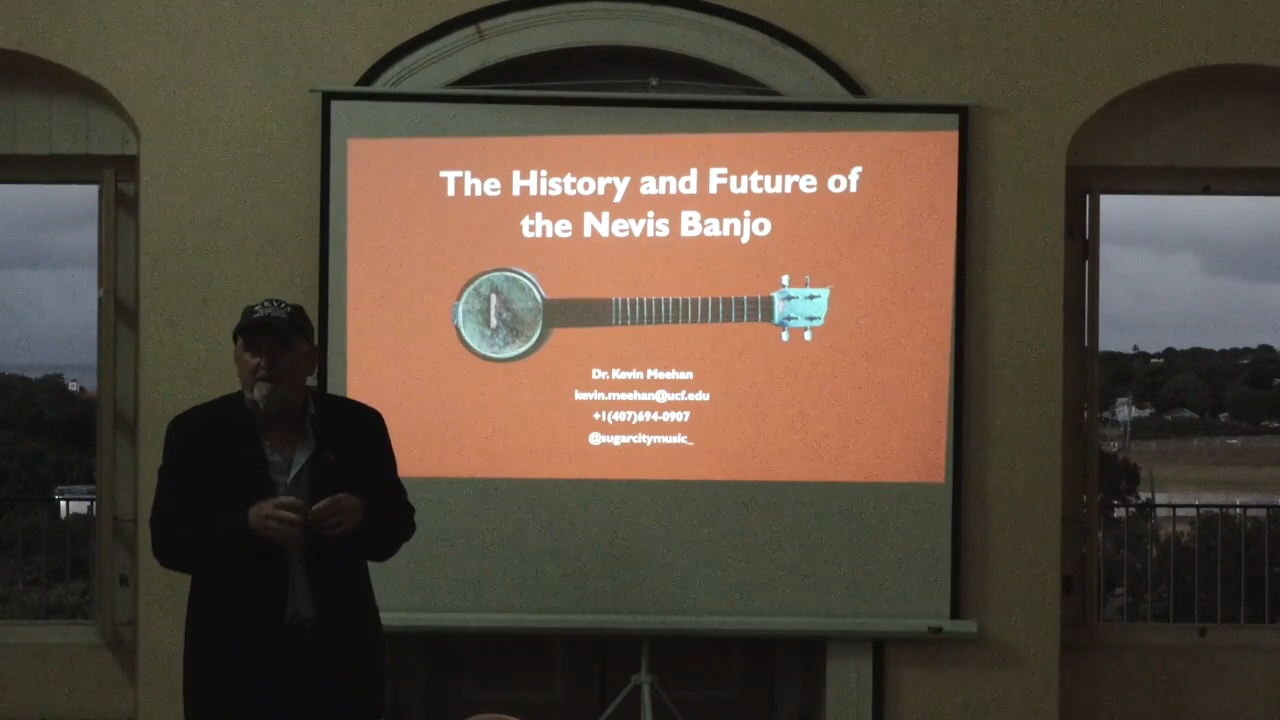 The History and Future of
the Nevis Banjo
Dr. Kevin Meehan
kevin.meehan@ucf.edu
+1(407)694-0907
@sugarcitymusic_
NEVIS